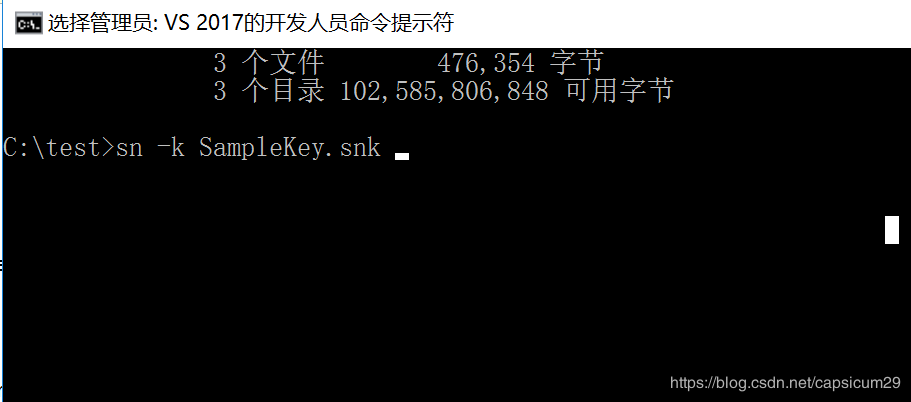 选择管理员: VS 2017的开发人员命令提示符
3 个文件 476,354 字节
3 个目录 102,585,806,848 可用字节
C:\test>sn -k SampleKey.snk
https://blog.csdn.net/capsicum29